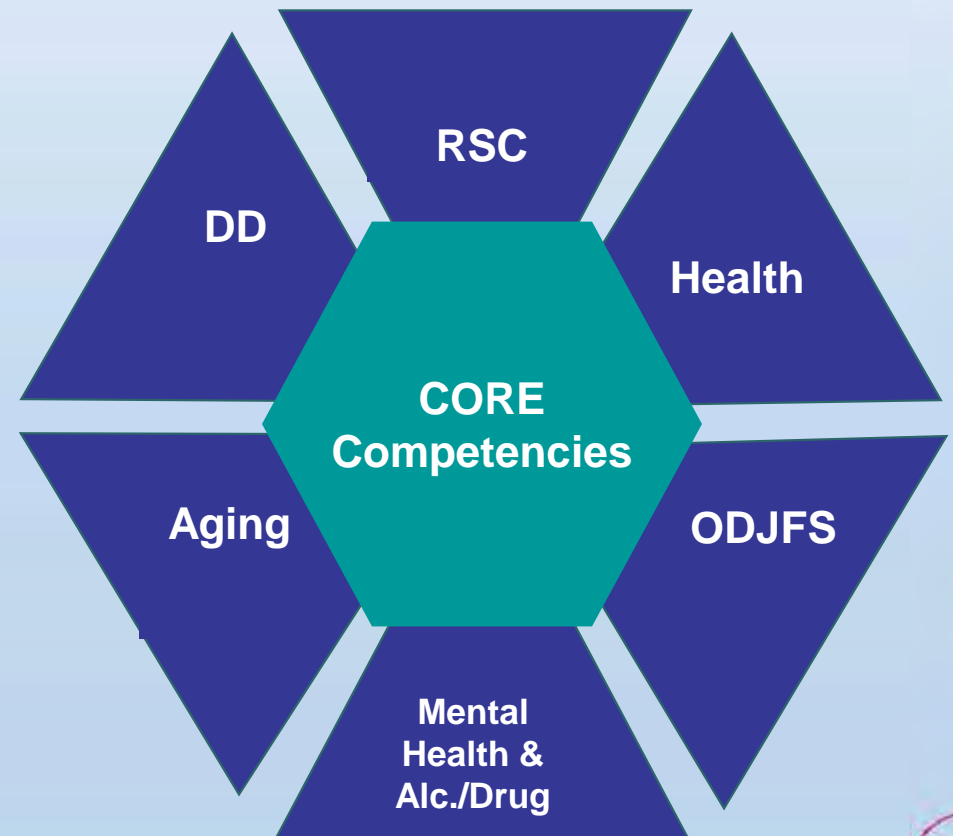 RSC
DD
Health
CORE
Competencies
Aging
ODJFS
Mental
Health &
Alc./Drug